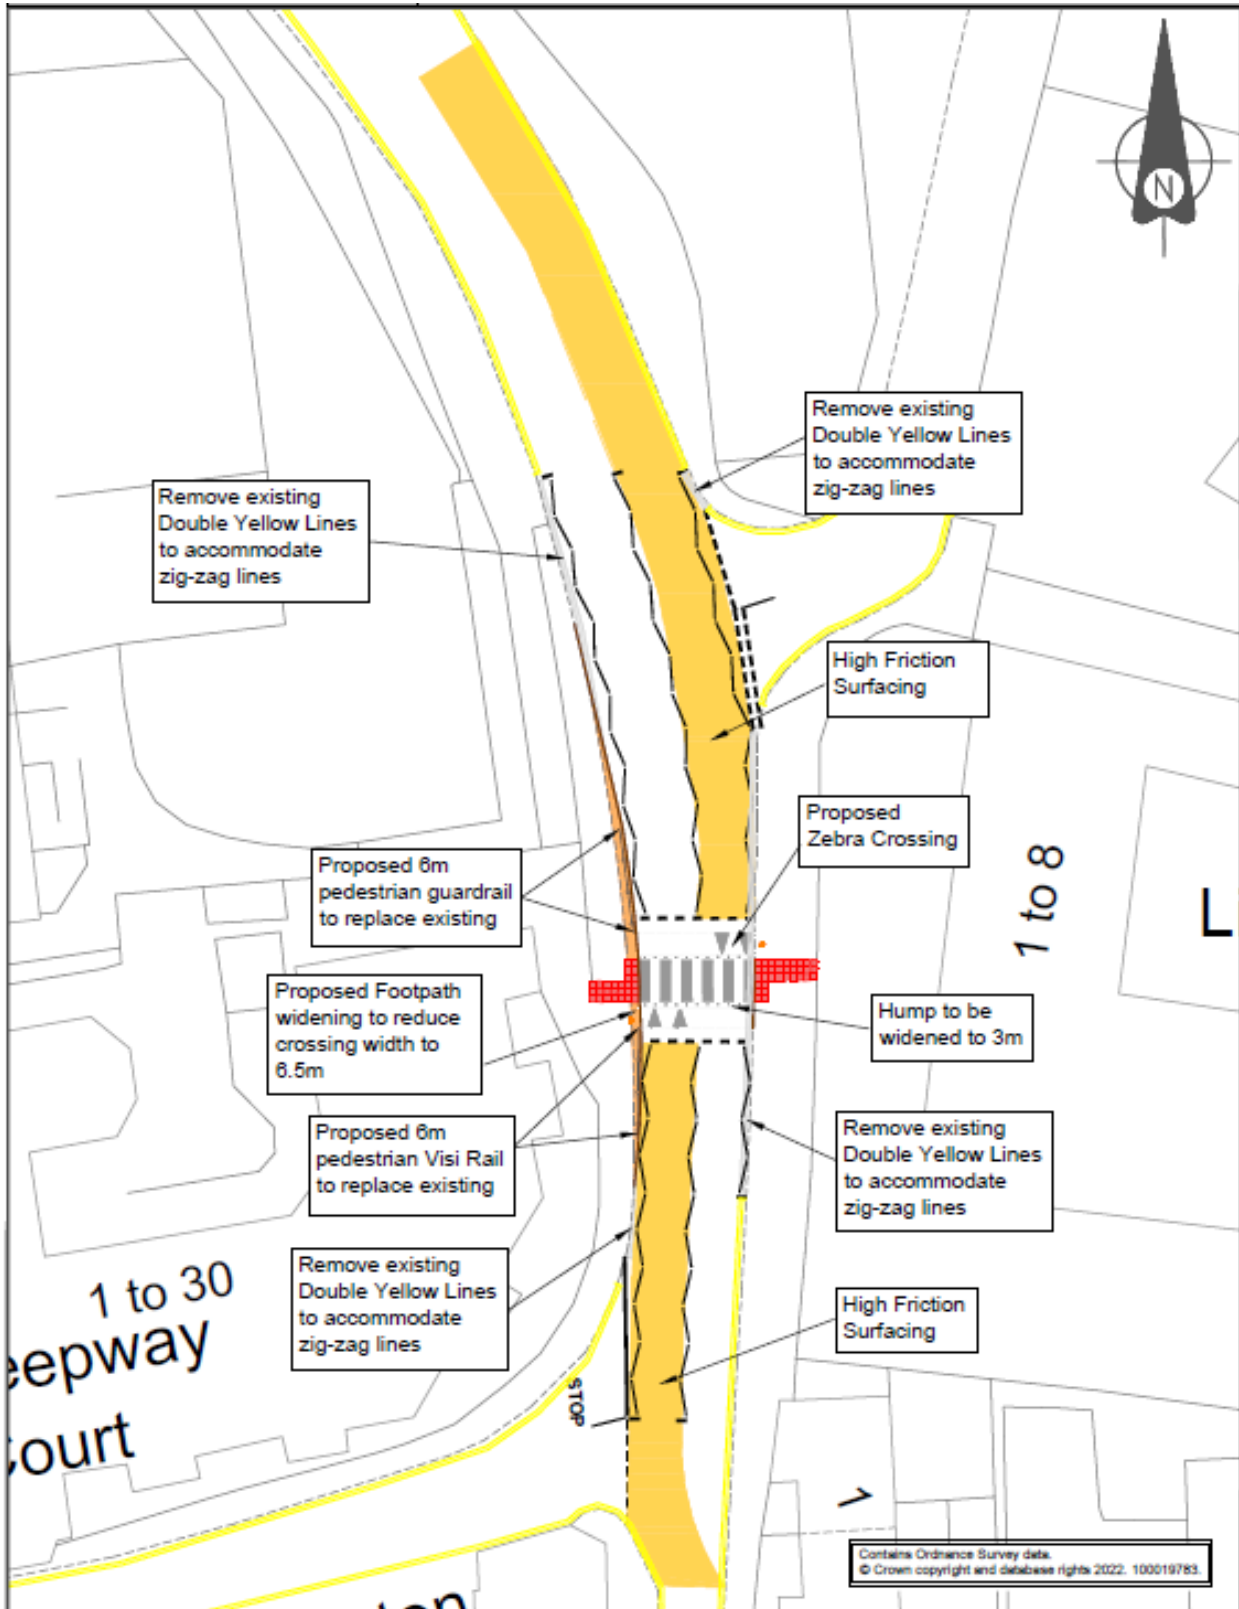 N
Remove existing
Double Yellow Lines
to accommodate
zig-zag lines
Remove existing
Double Yellow Lines
to accommodate
zig-zag lines
High Friction
Surfacing
Proposed
Zebra Crossing
1 to 8
L
Proposed 6m
pedestrian guardrail
to replace existing
Proposed Footpath
widening to reduce
crossing width to
6.5m
Hump to be
widened to 3m
Proposed 6m
pedestrian Visi Rail
to replace existing
Remove existing
Double Yellow Lines
to accommodate
zig-zag lines
Remove existing
Double Yellow Lines
to accommodate
zig-zag lines
1 to 30
eepway
Court
High Friction
Surfacing
STOP
1
Contains Ordnance Survey data.
© Crown copyright and database rights 2022. 100019783.